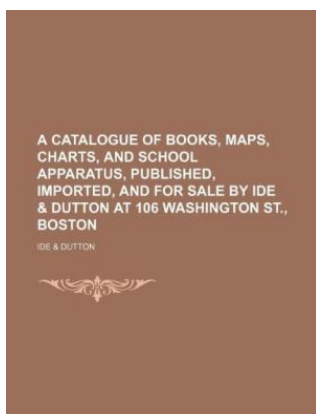 A CATALOGUE OF BOOKS, MAPS,
CHARTS, AND SCHOOL
APPARATUS, PUBLISHED,
IMPORTED, AND FOR SALE BY IDE
& DUTTON AT 106 WASHINGTON ST.,
BOSTON
IDE & DUTTON